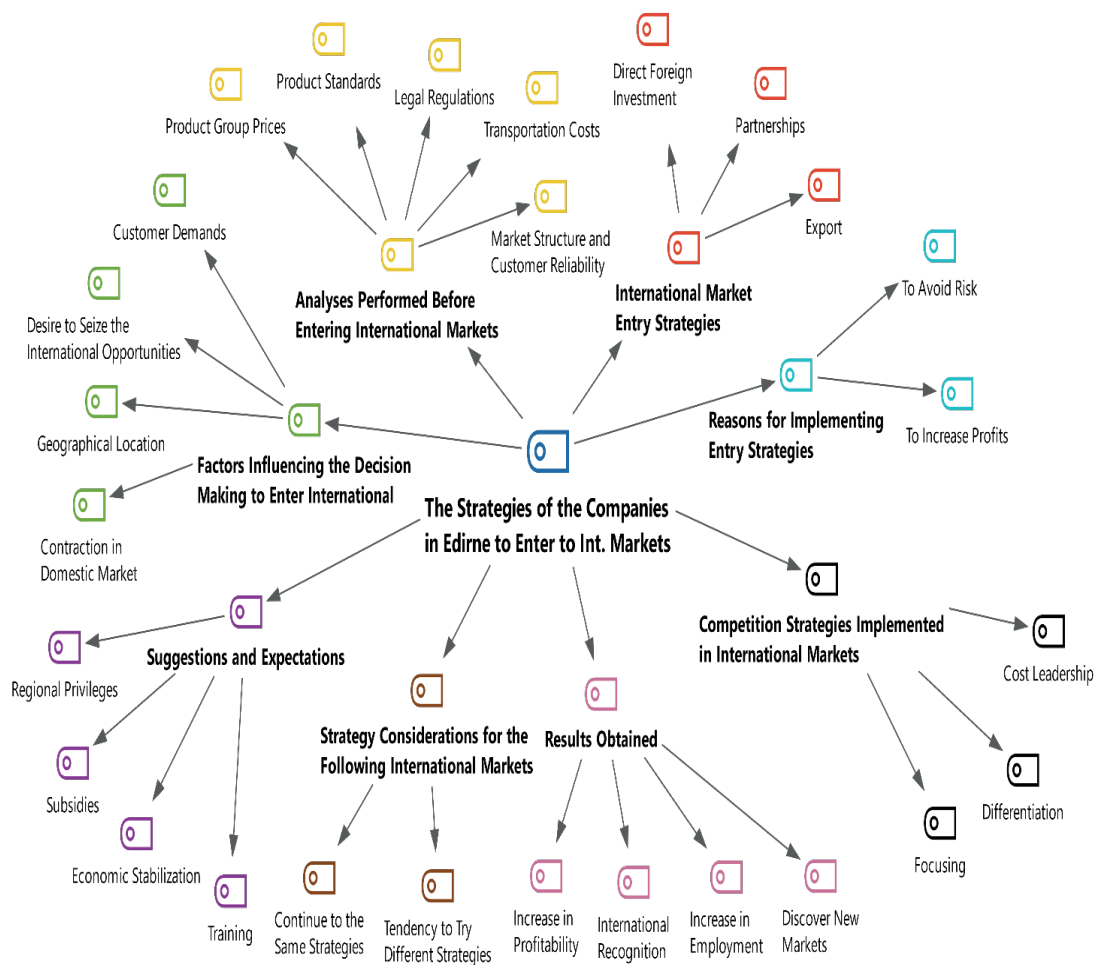 Direct Foreign
Investment
Product Standards
Legal Regulations
Product Group Prices
Transportation Costs
Partnerships
Customer Demands
Market Structure and
Customer Reliability
Export
Analyses Performed Before
Entering International Markets
International Market
Entry Strategies
To Avoid Risk
Desire to Seize the
International Opportunities
Geographical Location
Reasons for Implementing
Entry Strategies
To Increase Profits
Factors Influencing the Decision
Making to Enter International
The Strategies of the Companies
in Edirne to Enter to Int. Markets
Contraction in
Domestic Market
Competition Strategies Implemented
in International Markets
Suggestions and Expectations
Regional Privileges
Cost Leadership
Strategy Considerations for the
Following International Markets
Results Obtained
Subsidies
Differentiation
Economic Stabilization
Focusing
Training
Continue to the
Same Strategies
Tendency to Try
Different Strategies
Increase in
Profitability
International
Recognition
Increase in
Employment
Discover New
Markets